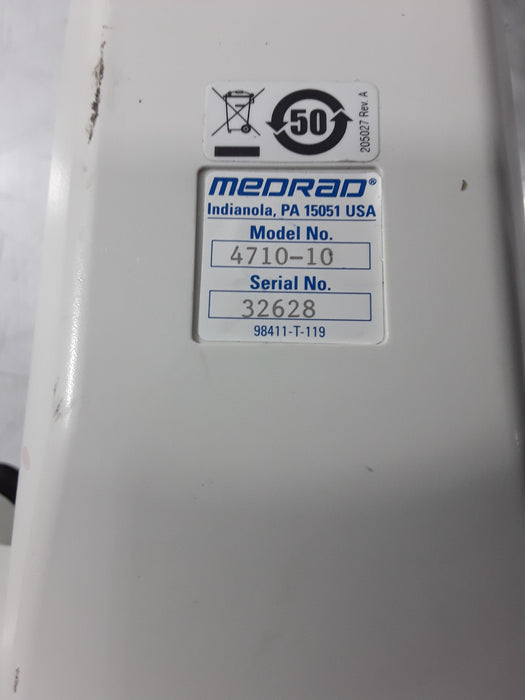 50
205027 Rev. A
MEDRAD®
Indianola, PA 15051 USA
Model No.
4710-10
Serial No.
32628
98411-T-119